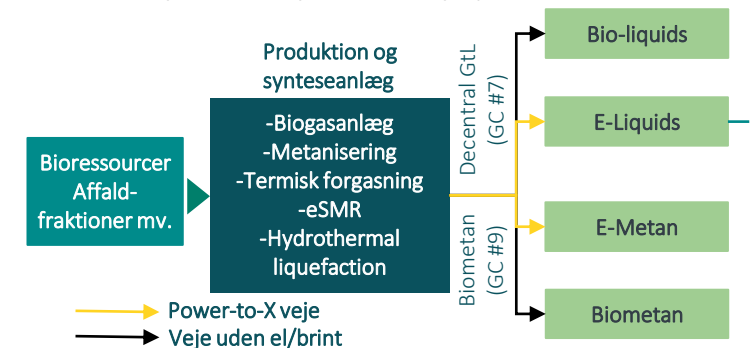 Produktion og
synteseanlæg
Bioressourcer
Affald-
fraktioner mv.
-Biogasanlæg
-Metanisering
-Termisk forgasning
-eSMR
-Hydrothermal
liquefaction
Decentral GtL
(GC #7)
Biometan
(GC #9)
Bio-liquids
E-Liquids
E-Metan
Biometan
Power-to-X veje
Veje uden el/brint